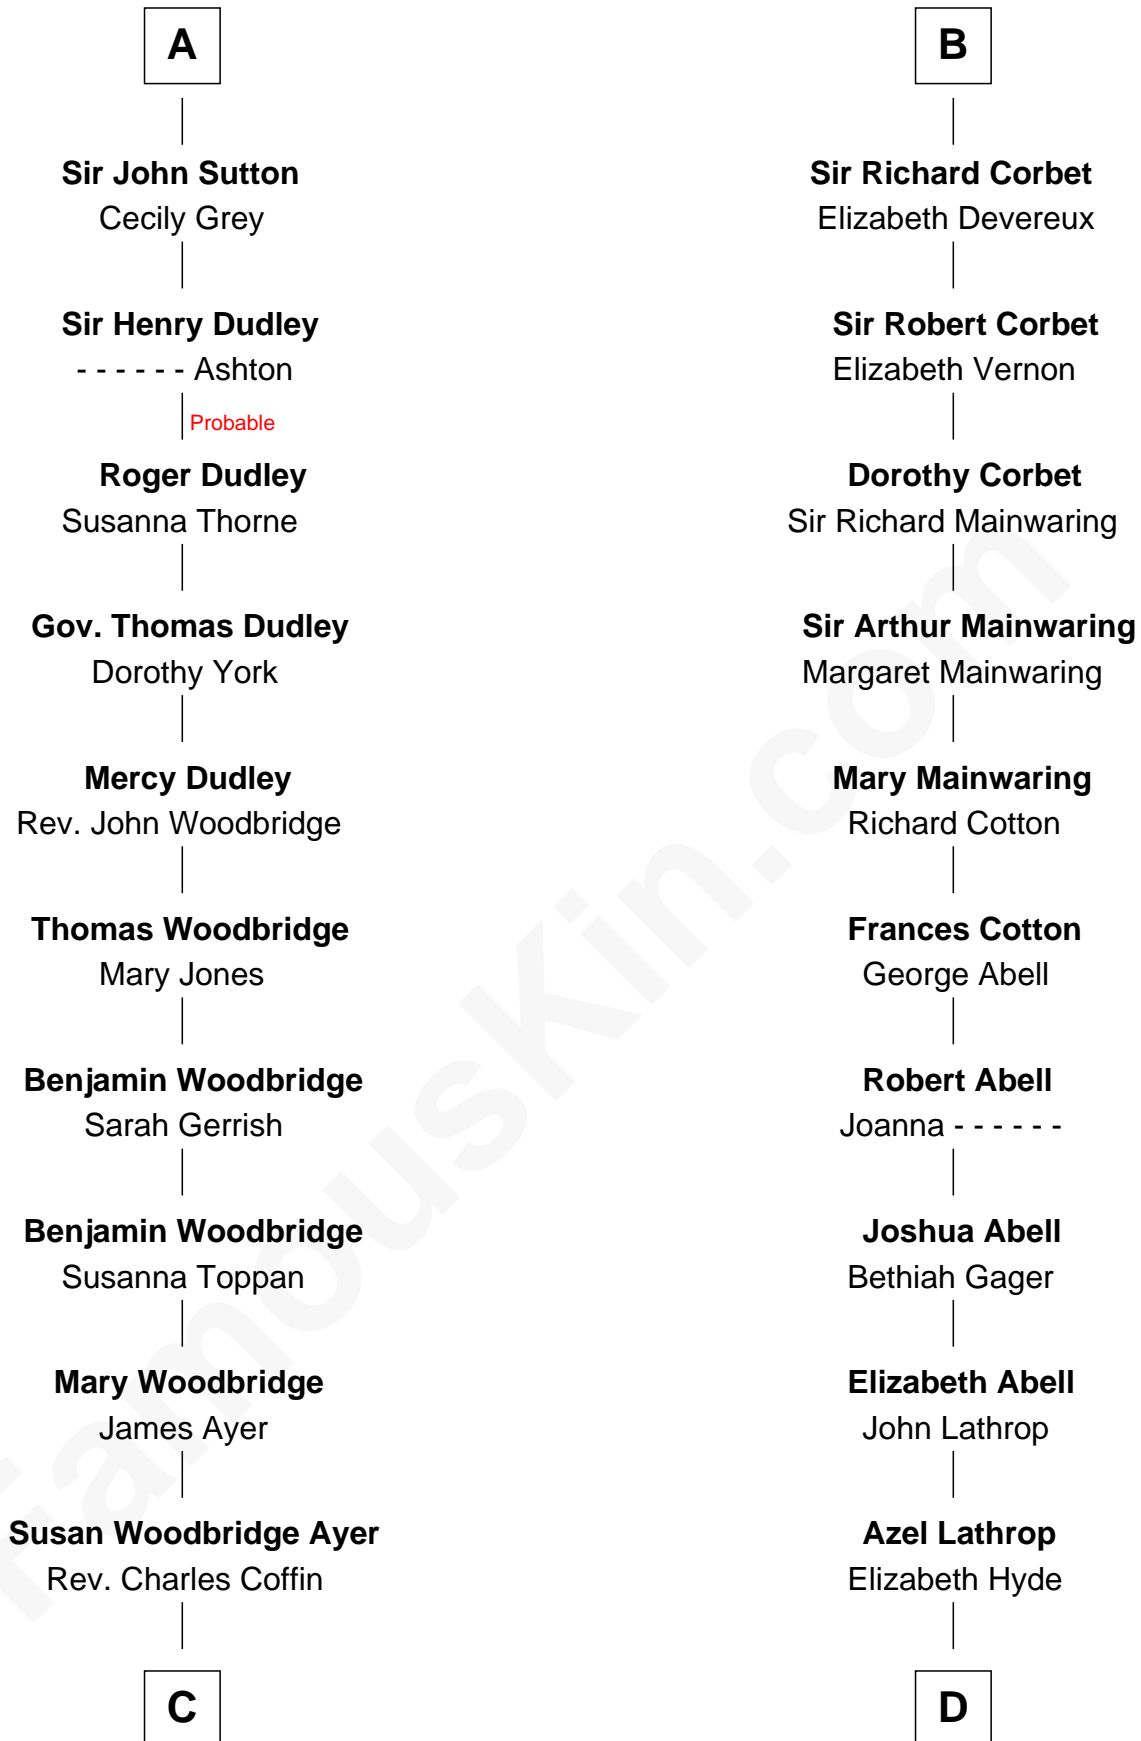 A
Sir John Sutton
Cecily Grey
Sir Henry Dudley
- - - - - - Ashton
Probable
Roger Dudley
Susanna Thorne
Gov. Thomas Dudley
Dorothy York
Mercy Dudley
Rev. John Woodbridge
Thomas Woodbridge
Mary Jones
Benjamin Woodbridge
Sarah Gerrish
Benjamin Woodbridge
Susanna Toppan
Mary Woodbridge
James Ayer
Susan Woodbridge Ayer
Rev. Charles Coffin
C
B
Sir Richard Corbet
Elizabeth Devereux
Sir Robert Corbet
Elizabeth Vernon
Dorothy Corbet
Sir Richard Mainwaring
Sir Arthur Mainwaring
Margaret Mainwaring
Mary Mainwaring
Richard Cotton
Frances Cotton
George Abell
Robert Abell
Joanna - - - - - -
Joshua Abell
Bethiah Gager
Elizabeth Abell
John Lathrop
Azel Lathrop
Elizabeth Hyde
D
FamousKin.com